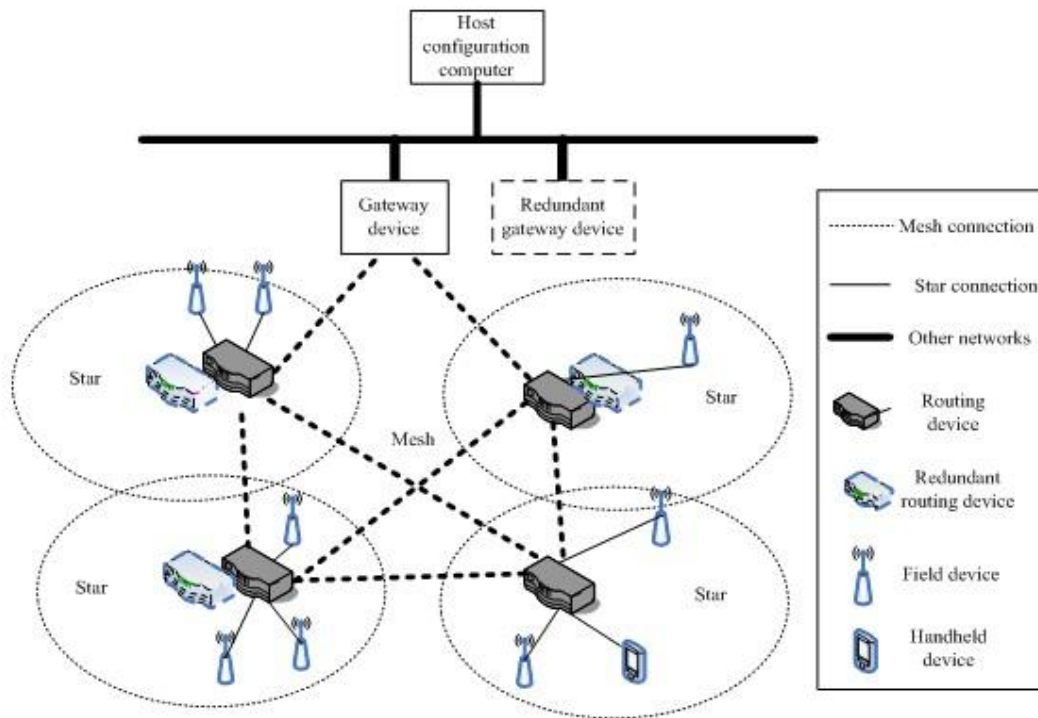 Host
configuration
computer
Gateway
device
Redundant
gateway device
Star
Star
Mesh
Star
Star
Mesh connection
Star connection
Other networks
Routing
device
Redundant
routing device
Field device
Handheld
device